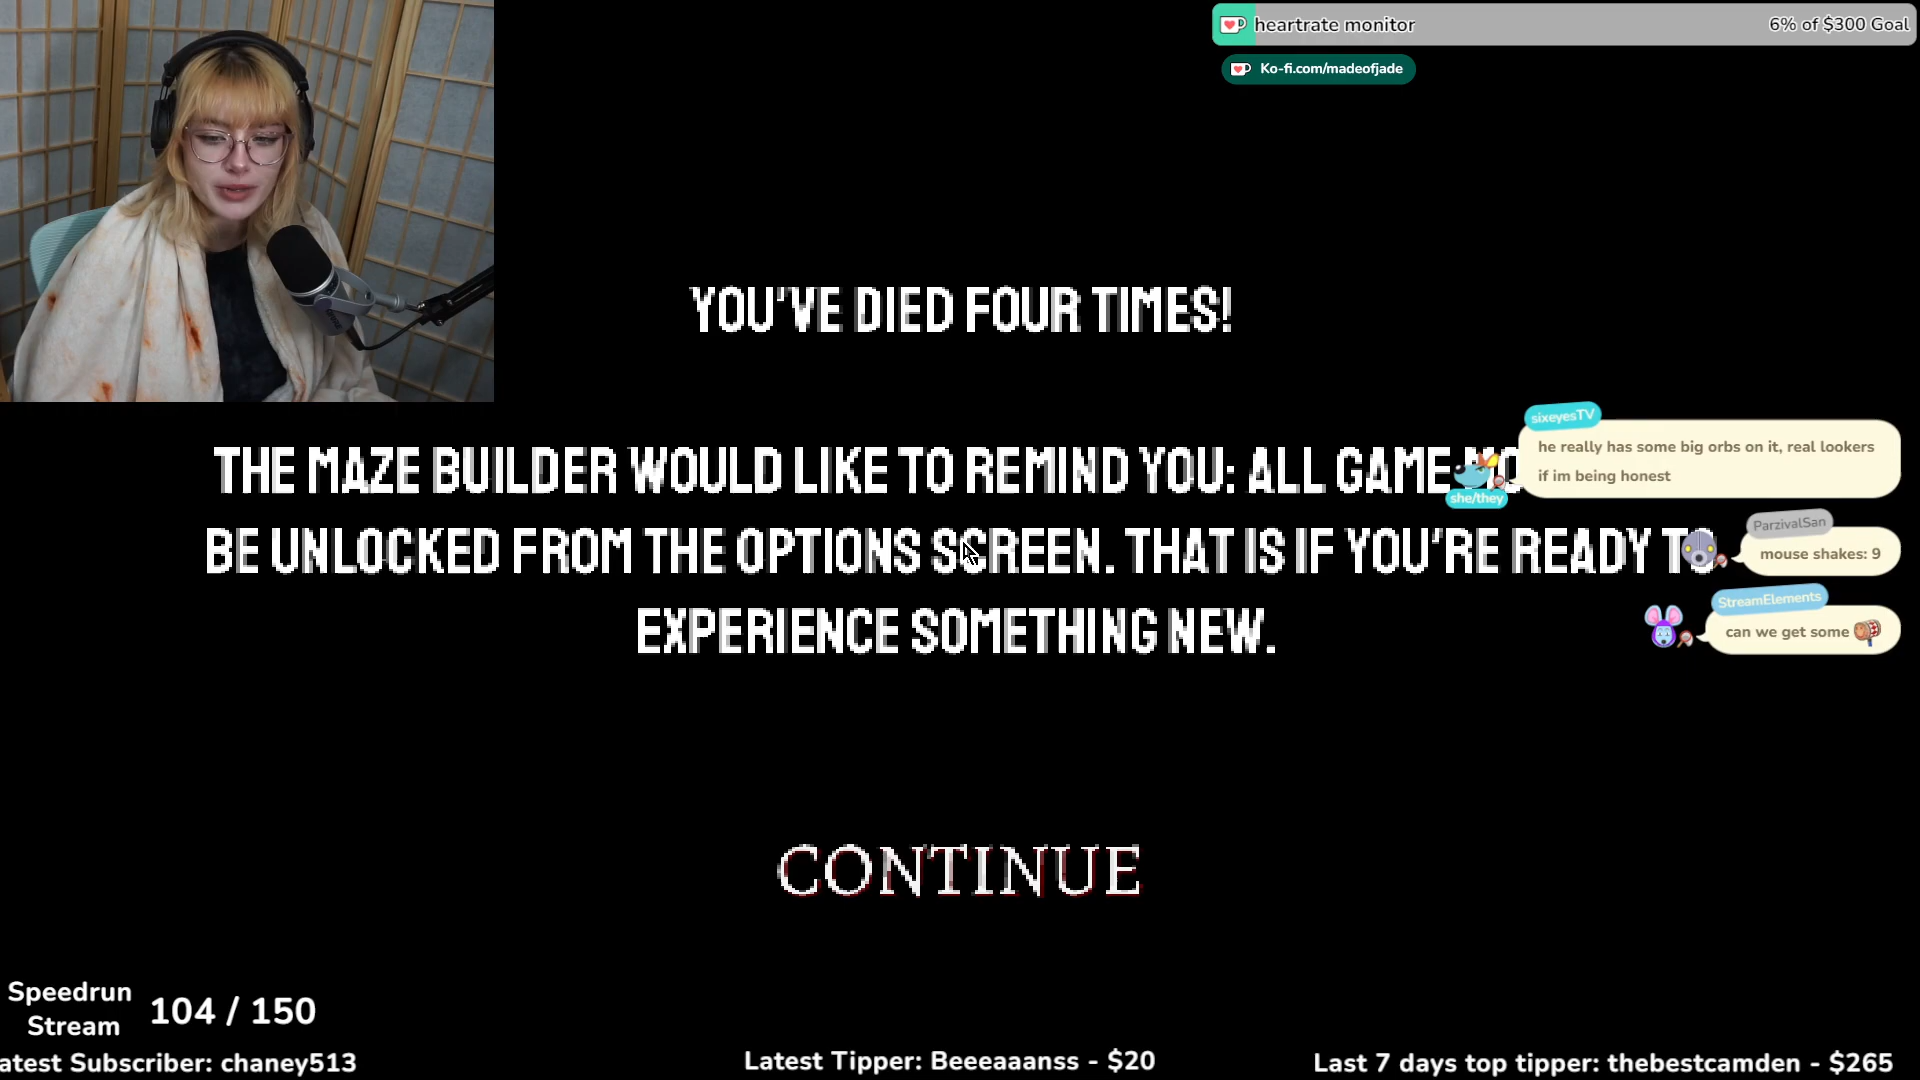 heartrate monitor
6% of $300 Goal
Ko-fi.com/madeofjade
YOU'VE DIED FOUR TIMES!
THE MAZE BUILDER WOULD LIKE TO REMIND YOU: ALL GAME
BE UNLOCKED FROM THE OPTIONS SCREEN. THAT IS IF YOU'RE READY TO
EXPERIENCE SOMETHING NEW.
CONTINUE
sixeyesTV
he really has some big orbs on it, real lookers
if im being honest
she/they
ParzivalSan
mouse shakes: 9
StreamElements
can we get some
Speedrun
Stream
104 / 150
atest Subscriber: chaney513
Latest Tipper: Beeeaaanss - $20
Last 7 days top tipper: thebestcamden - $265